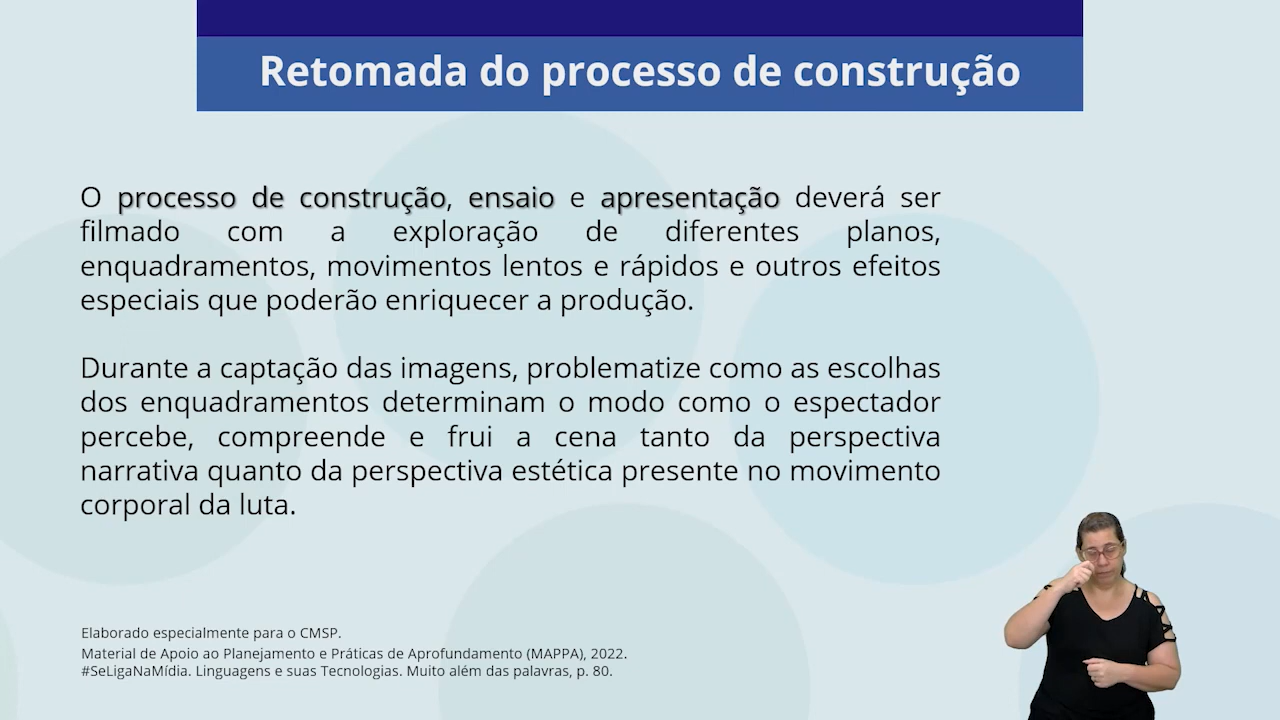 Retomada do processo de construção
O processo de construção, ensaio e apresentação deverá ser
filmado com a exploração de diferentes planos,
enquadramentos, movimentos lentos e rápidos e outros efeitos
especiais que poderão enriquecer a produção.
Durante a captação das imagens, problematize como as escolhas
dos enquadramentos determinam o modo como o espectador
percebe, compreende e frui a cena tanto da perspectiva
narrativa quanto da perspectiva estética presente no movimento
corporal da luta.
Elaborado especialmente para o CMSP.
Material de Apoio ao Planejamento e Práticas de Aprofundamento (MAPPA), 2022.
#SeLigaNaMídia. Linguagens e suas Tecnologias. Muito além das palavras, p. 80.